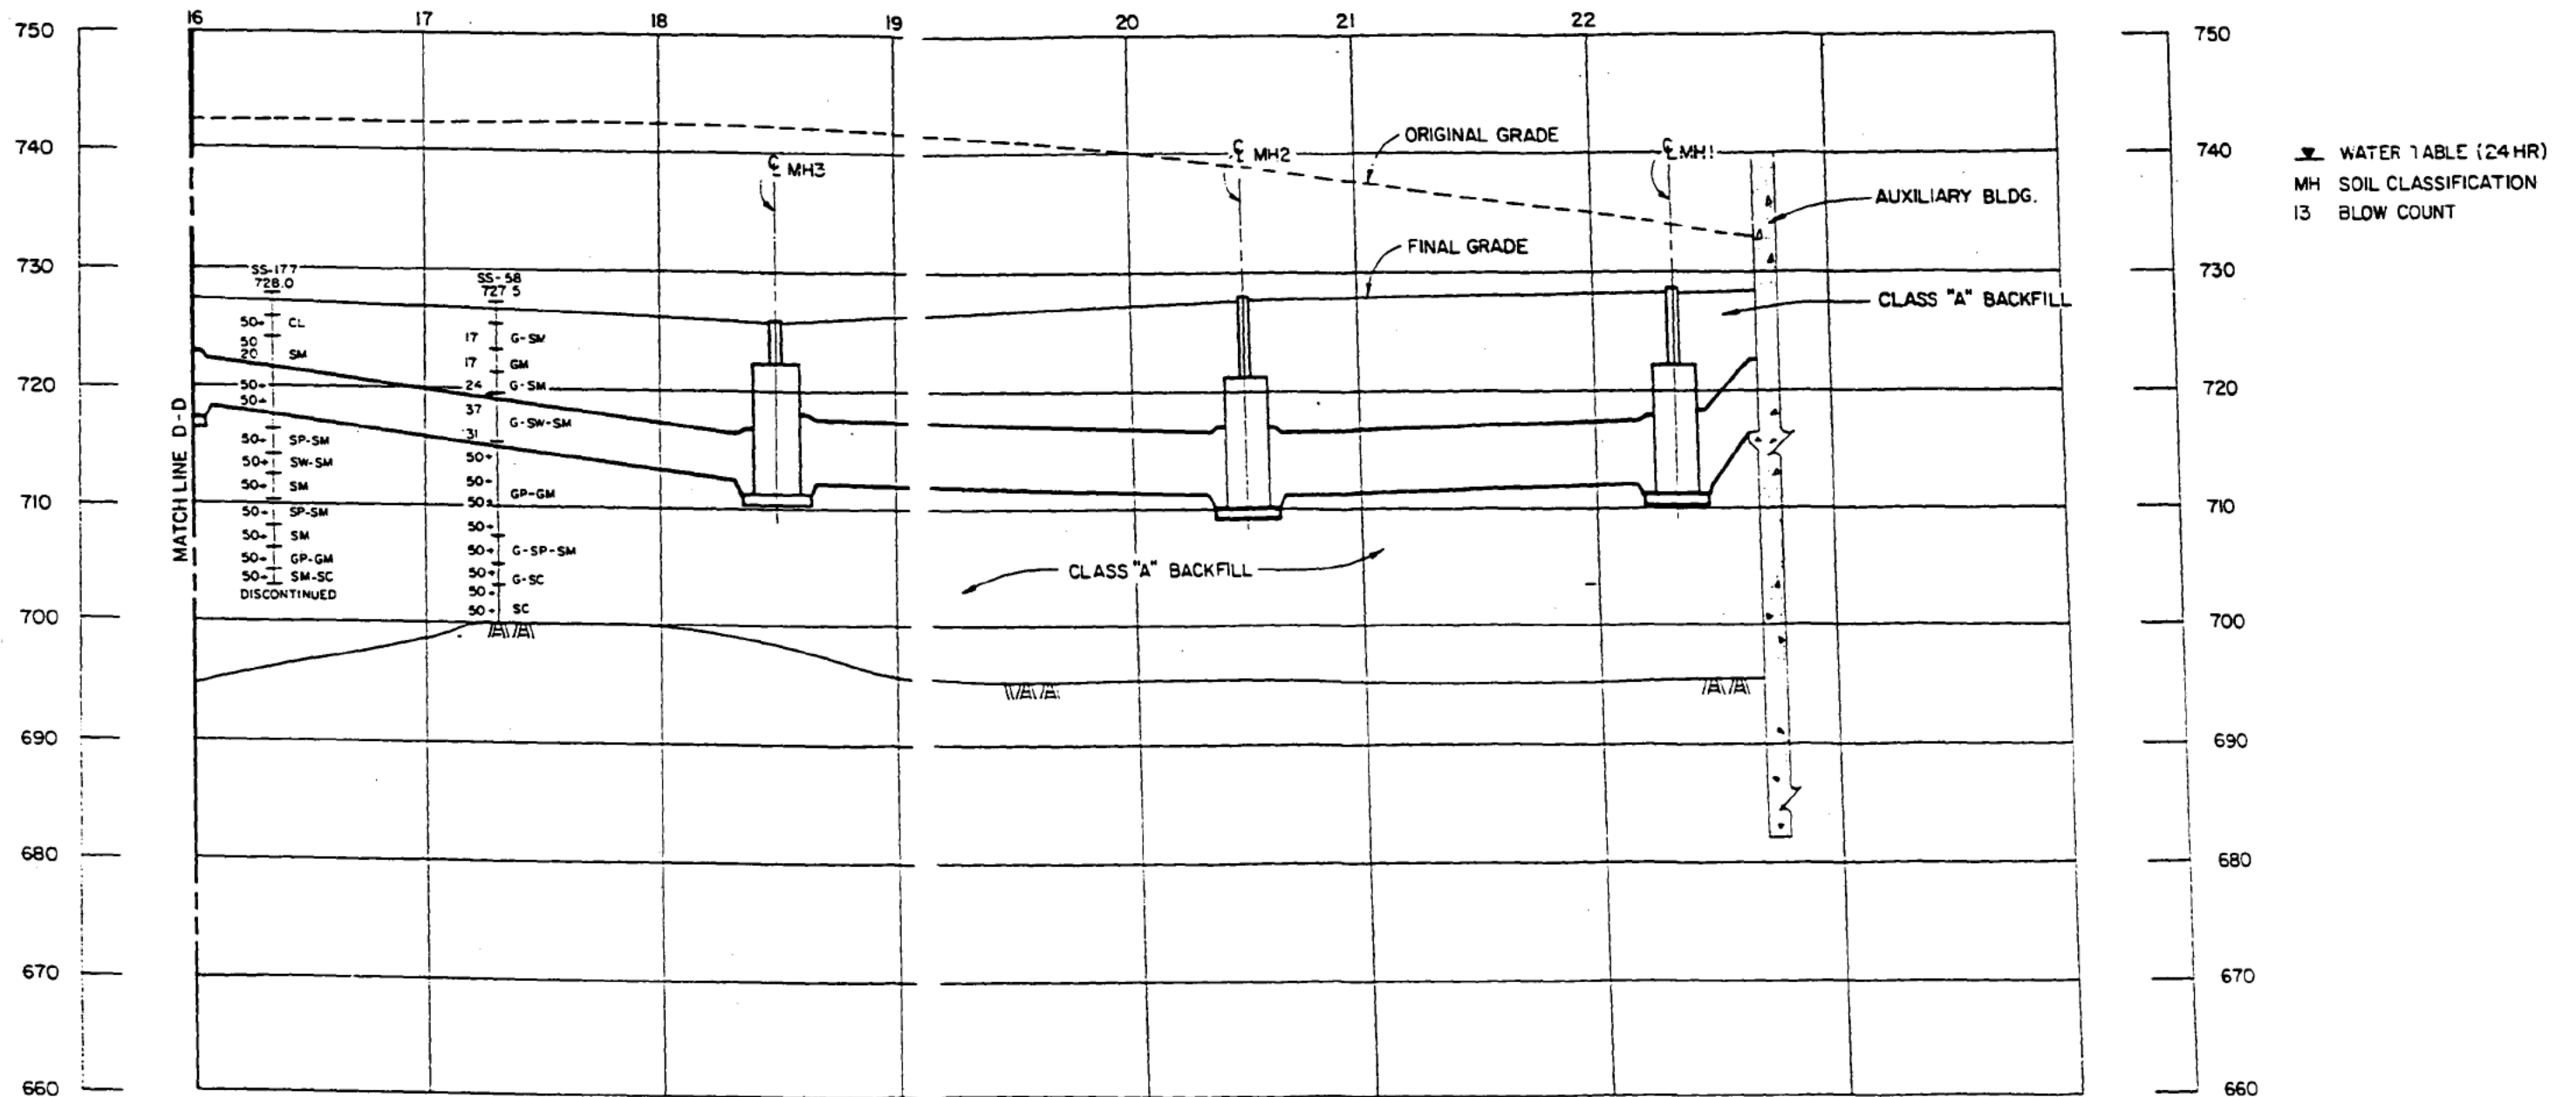 16 17 18 19 20 21 22
750 750
740 740
730 730
720 720
710 710
700 700
690 690
680 680
670 670
660 660
MATCH LINE D-D
SS-177
728.0
50+ CL
50
20 SM
50+
50+
50+ SP-SM
50+ SW-SM
50+ SM
50+ SP-SM
50+ SM
50+ GP-GM
50+ SM-SC
DISCONTINUED
SS-58
727 5
17 G-SM
17 GM
24 G-SM
37
G-SW-SM
31
50+
50+
GP-GM
50+
50+
50+ G-SP-SM
50+
G-SC
50+
50+ SC
℄ MH3
℄ MH2
℄ MH1
ORIGINAL GRADE
FINAL GRADE
AUXILIARY BLDG.
CLASS "A" BACKFILL
CLASS "A" BACKFILL
WATER TABLE (24 HR)
MH SOIL CLASSIFICATION
13 BLOW COUNT